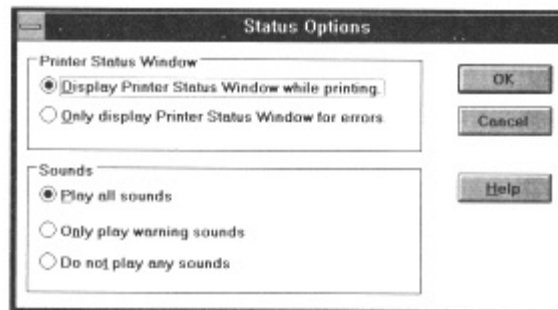 Status Options
Printer Status Window
Display Printer Status Window while printing.
Only display Printer Status Window for errors
OK
Cancel
Sounds
Play all sounds
Only play warning sounds
Do not play any sounds
Help